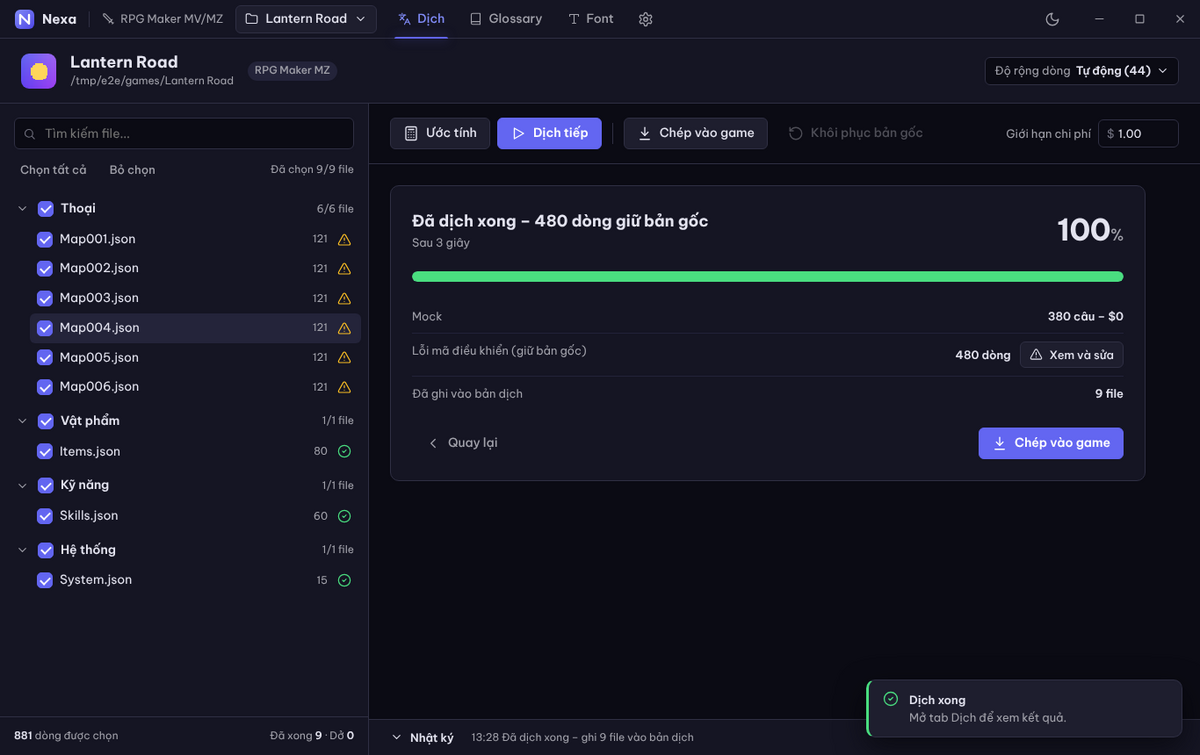 N Nexa RPG Maker MV/MZ Lantern Road Dịch Glossary Font
Lantern Road
/tmp/e2e/games/Lantern Road
RPG Maker MZ
Độ rộng dòng Tự động (44)
Tìm kiếm file...
Chọn tất cả Bỏ chọn Đã chọn 9/9 file
Thoại 6/6 file
Map001.json 121
Map002.json 121
Map003.json 121
Map004.json 121
Map005.json 121
Map006.json 121
Vật phẩm 1/1 file
Items.json 80
Kỹ năng 1/1 file
Skills.json 60
Hệ thống 1/1 file
System.json 15
881 dòng được chọn Đã xong 9 · Dở 0
Ước tính Dịch tiếp Chép vào game Khôi phục bản gốc Giới hạn chi phí $ 1.00
Đã dịch xong – 480 dòng giữ bản gốc
Sau 3 giây
100%
Mock 380 câu – $0
Lỗi mã điều khiển (giữ bản gốc) 480 dòng Xem và sửa
Đã ghi vào bản dịch 9 file
Quay lại Chép vào game
Dịch xong
Mở tab Dịch để xem kết quả.
Nhật ký 13:28 Đã dịch xong – ghi 9 file vào bản dịch